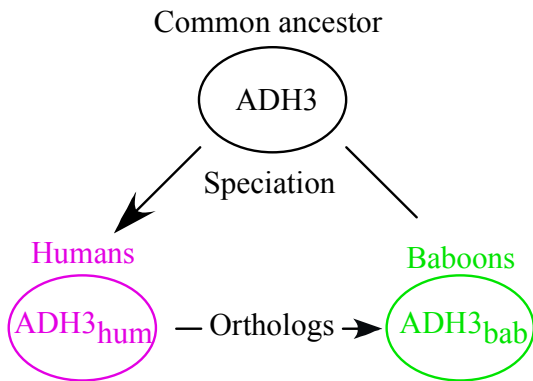 Common ancestor
ADH3
Speciation
Humans
Baboons
ADH3hum
Orthologs
ADH3bab